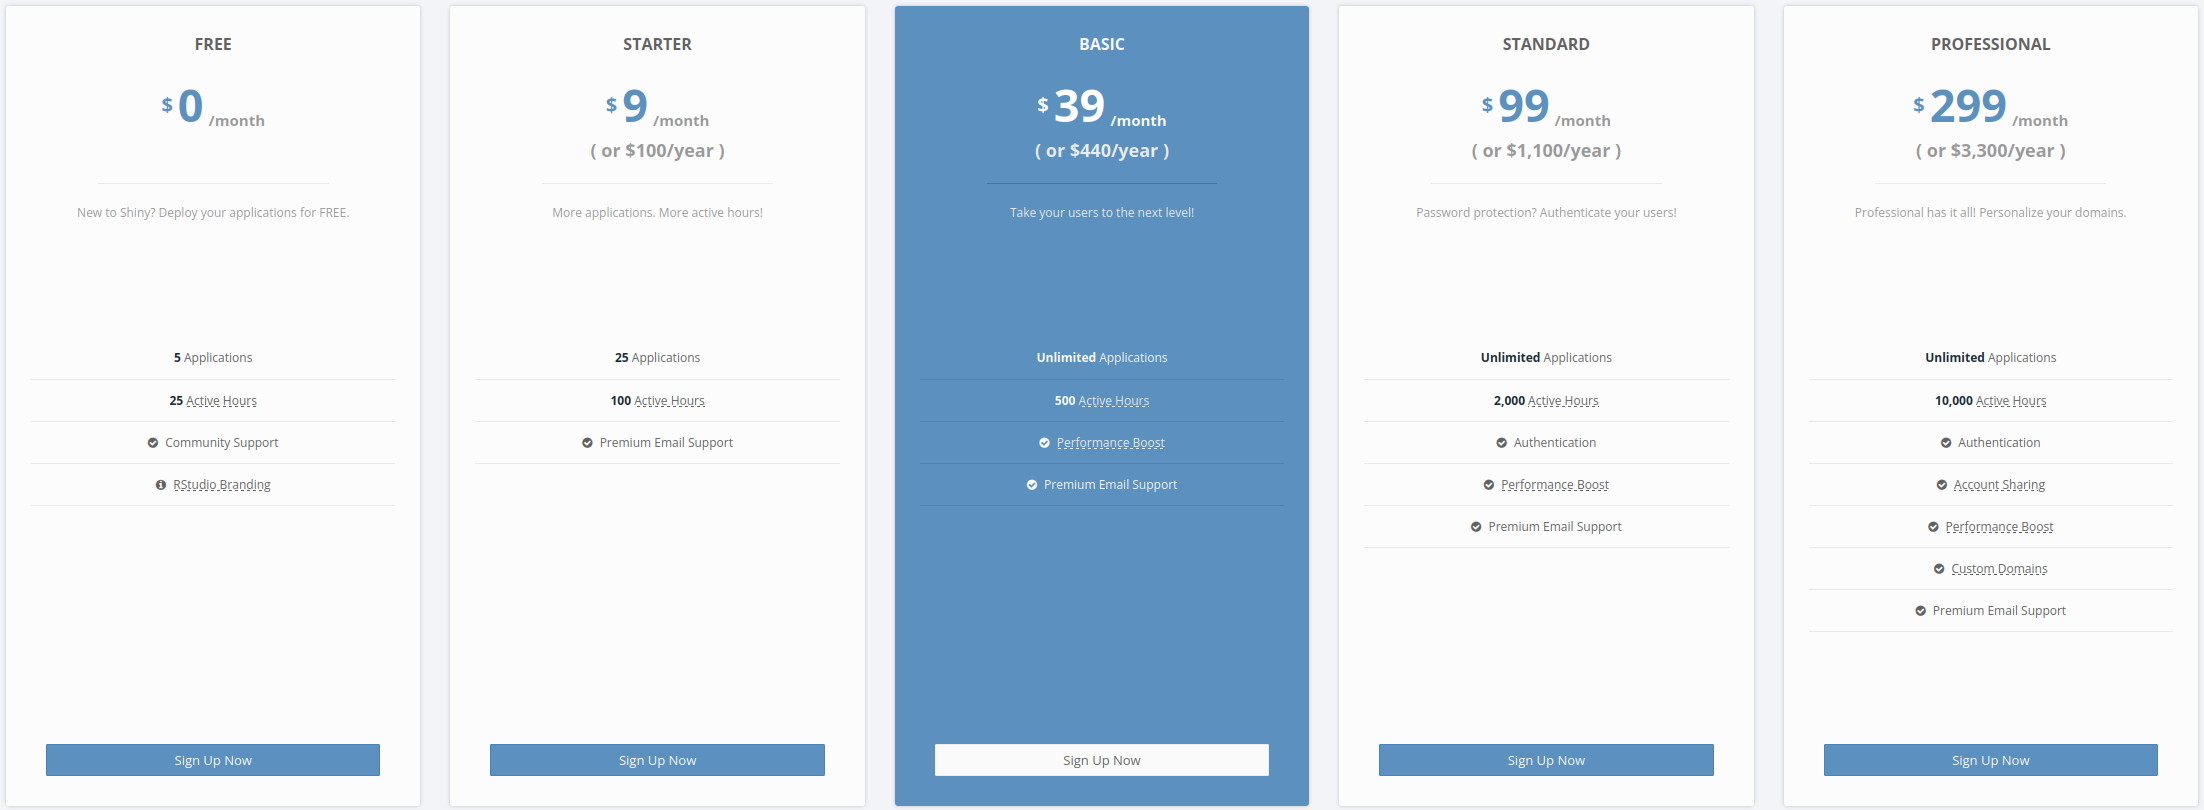 FREE
$ 0 /month
New to Shiny? Deploy your applications for FREE.
5 Applications
25 Active Hours
Community Support
RStudio Branding
Sign Up Now
STARTER
$ 9 /month
( or $100/year )
More applications. More active hours!
25 Applications
100 Active Hours
Premium Email Support
Sign Up Now
BASIC
$ 39 /month
( or $440/year )
Take your users to the next level!
Unlimited Applications
500 Active Hours
Performance Boost
Premium Email Support
Sign Up Now
STANDARD
$ 99 /month
( or $1,100/year )
Password protection? Authenticate your users!
Unlimited Applications
2,000 Active Hours
Authentication
Performance Boost
Premium Email Support
Sign Up Now
PROFESSIONAL
$ 299 /month
( or $3,300/year )
Professional has it all! Personalize your domains.
Unlimited Applications
10,000 Active Hours
Authentication
Account Sharing
Performance Boost
Custom Domains
Premium Email Support
Sign Up Now